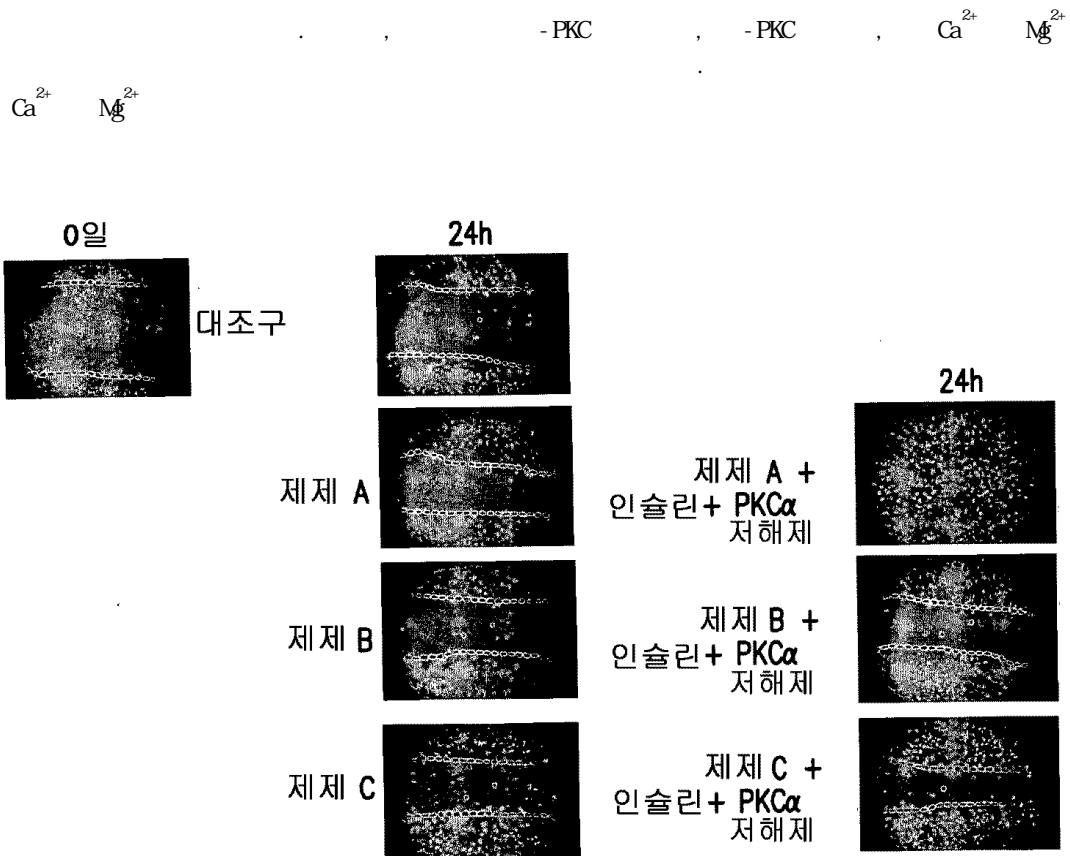 . , - PKC , - PKC , Ca2+ Mg2+
.
Ca2+ Mg2+
0일
24h
대조구
24h
제제 A
제제 A +
인슐린+ PKCα
저해제
제제 B
제제 B +
인슐린+ PKCα
저해제
제제 C
제제 C +
인슐린+ PKCα
저해제